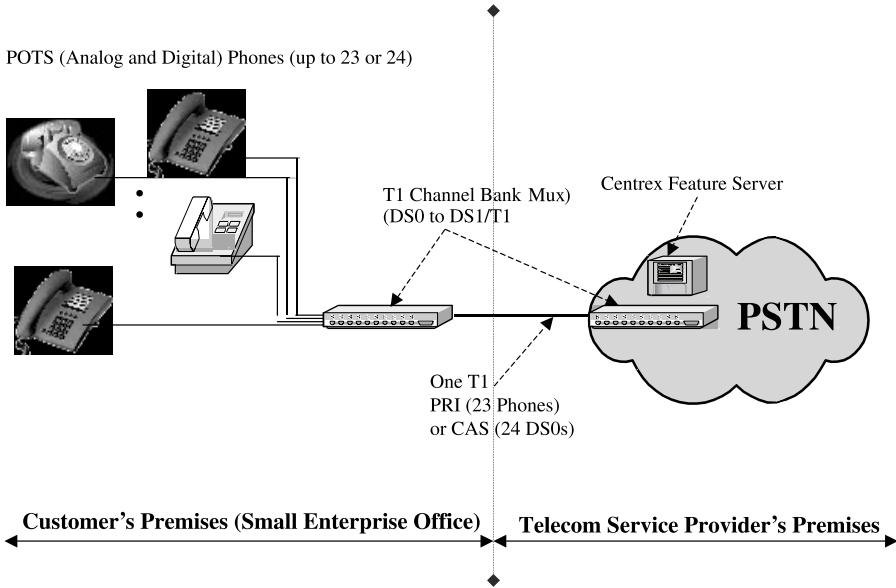 POTS (Analog and Digital) Phones (up to 23 or 24)
T1 Channel Bank Mux)
(DS0 to DS1/T1
Centrex Feature Server
PSTN
One T1
PRI (23 Phones)
or CAS (24 DS0s)
Customer's Premises (Small Enterprise Office)
Telecom Service Provider's Premises